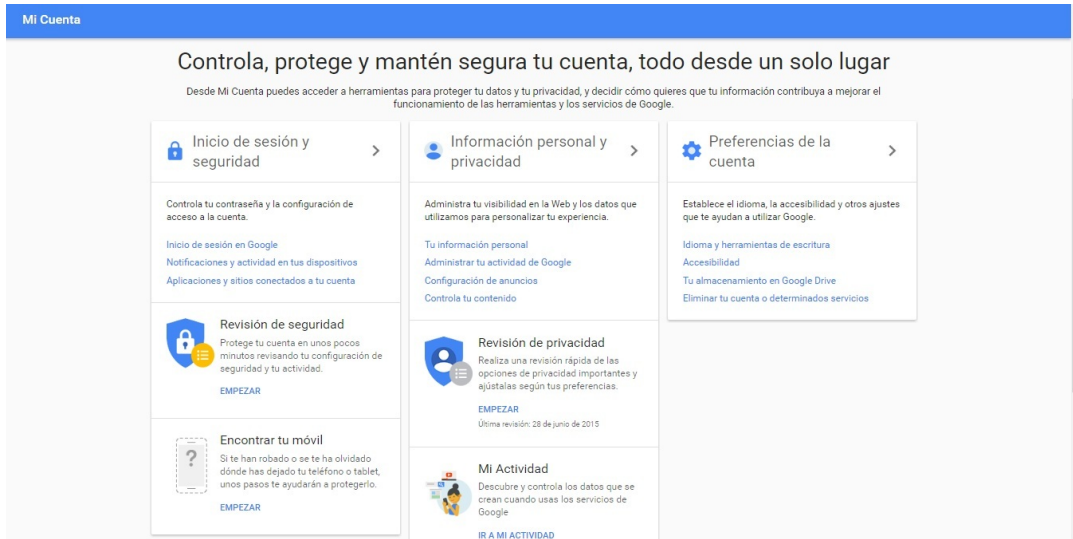 Mi Cuenta
Controla, protege y mantén segura tu cuenta, todo desde un solo lugar
Desde Mi Cuenta puedes acceder a herramientas para proteger tu datos y tu privacidad, y decidir cómo
quieres que tu información contribuya a mejorar el
funcionamiento de las herramientas y los servicios de Google.
Inicio de sesión y
seguridad
Controla tu contraseña y la configuración de
acceso a la cuenta.
Inicio de sesión en Google
Notificaciones y actividad en tus dispositivos
Aplicaciones y sitios conectados a tu cuenta
Revisión de seguridad
Protege tu cuenta en unos pocos
minutos revisando tu configuración de
seguridad y tu actividad.
EMPEZAR
Encontrar tu móvil
?
Si te han robado o se te ha olvidado
dónde has dejado tu teléfono o tablet,
unos pasos te ayudarán a protegerlo.
EMPEZAR
Información personal y
privacidad
Administra tu visibilidad en la Web y los datos que
utilizamos para personalizar tu experiencia.
Tu información personal
Administrar tu actividad de Google
Configuración de anuncios
Controla tu contenido
Revisión de privacidad
Realiza una revisión rápida de las
opciones de privacidad importantes y
ajústalas según tus preferencias.
EMPEZAR
Última revisión: 28 de junio de 2015
Mi Actividad
Descubre y controla los datos que se
crean cuando usas los servicios de
Google
IR A MI ACTIVIDAD
Preferencias de la
cuenta
Establece el idioma, la accesibilidad y otros ajustes
que te ayudan a utilizar Google.
Idioma y herramientas de escritura
Accesibilidad
Tu almacenamiento en Google Drive
Eliminar tu cuenta o determinados servicios